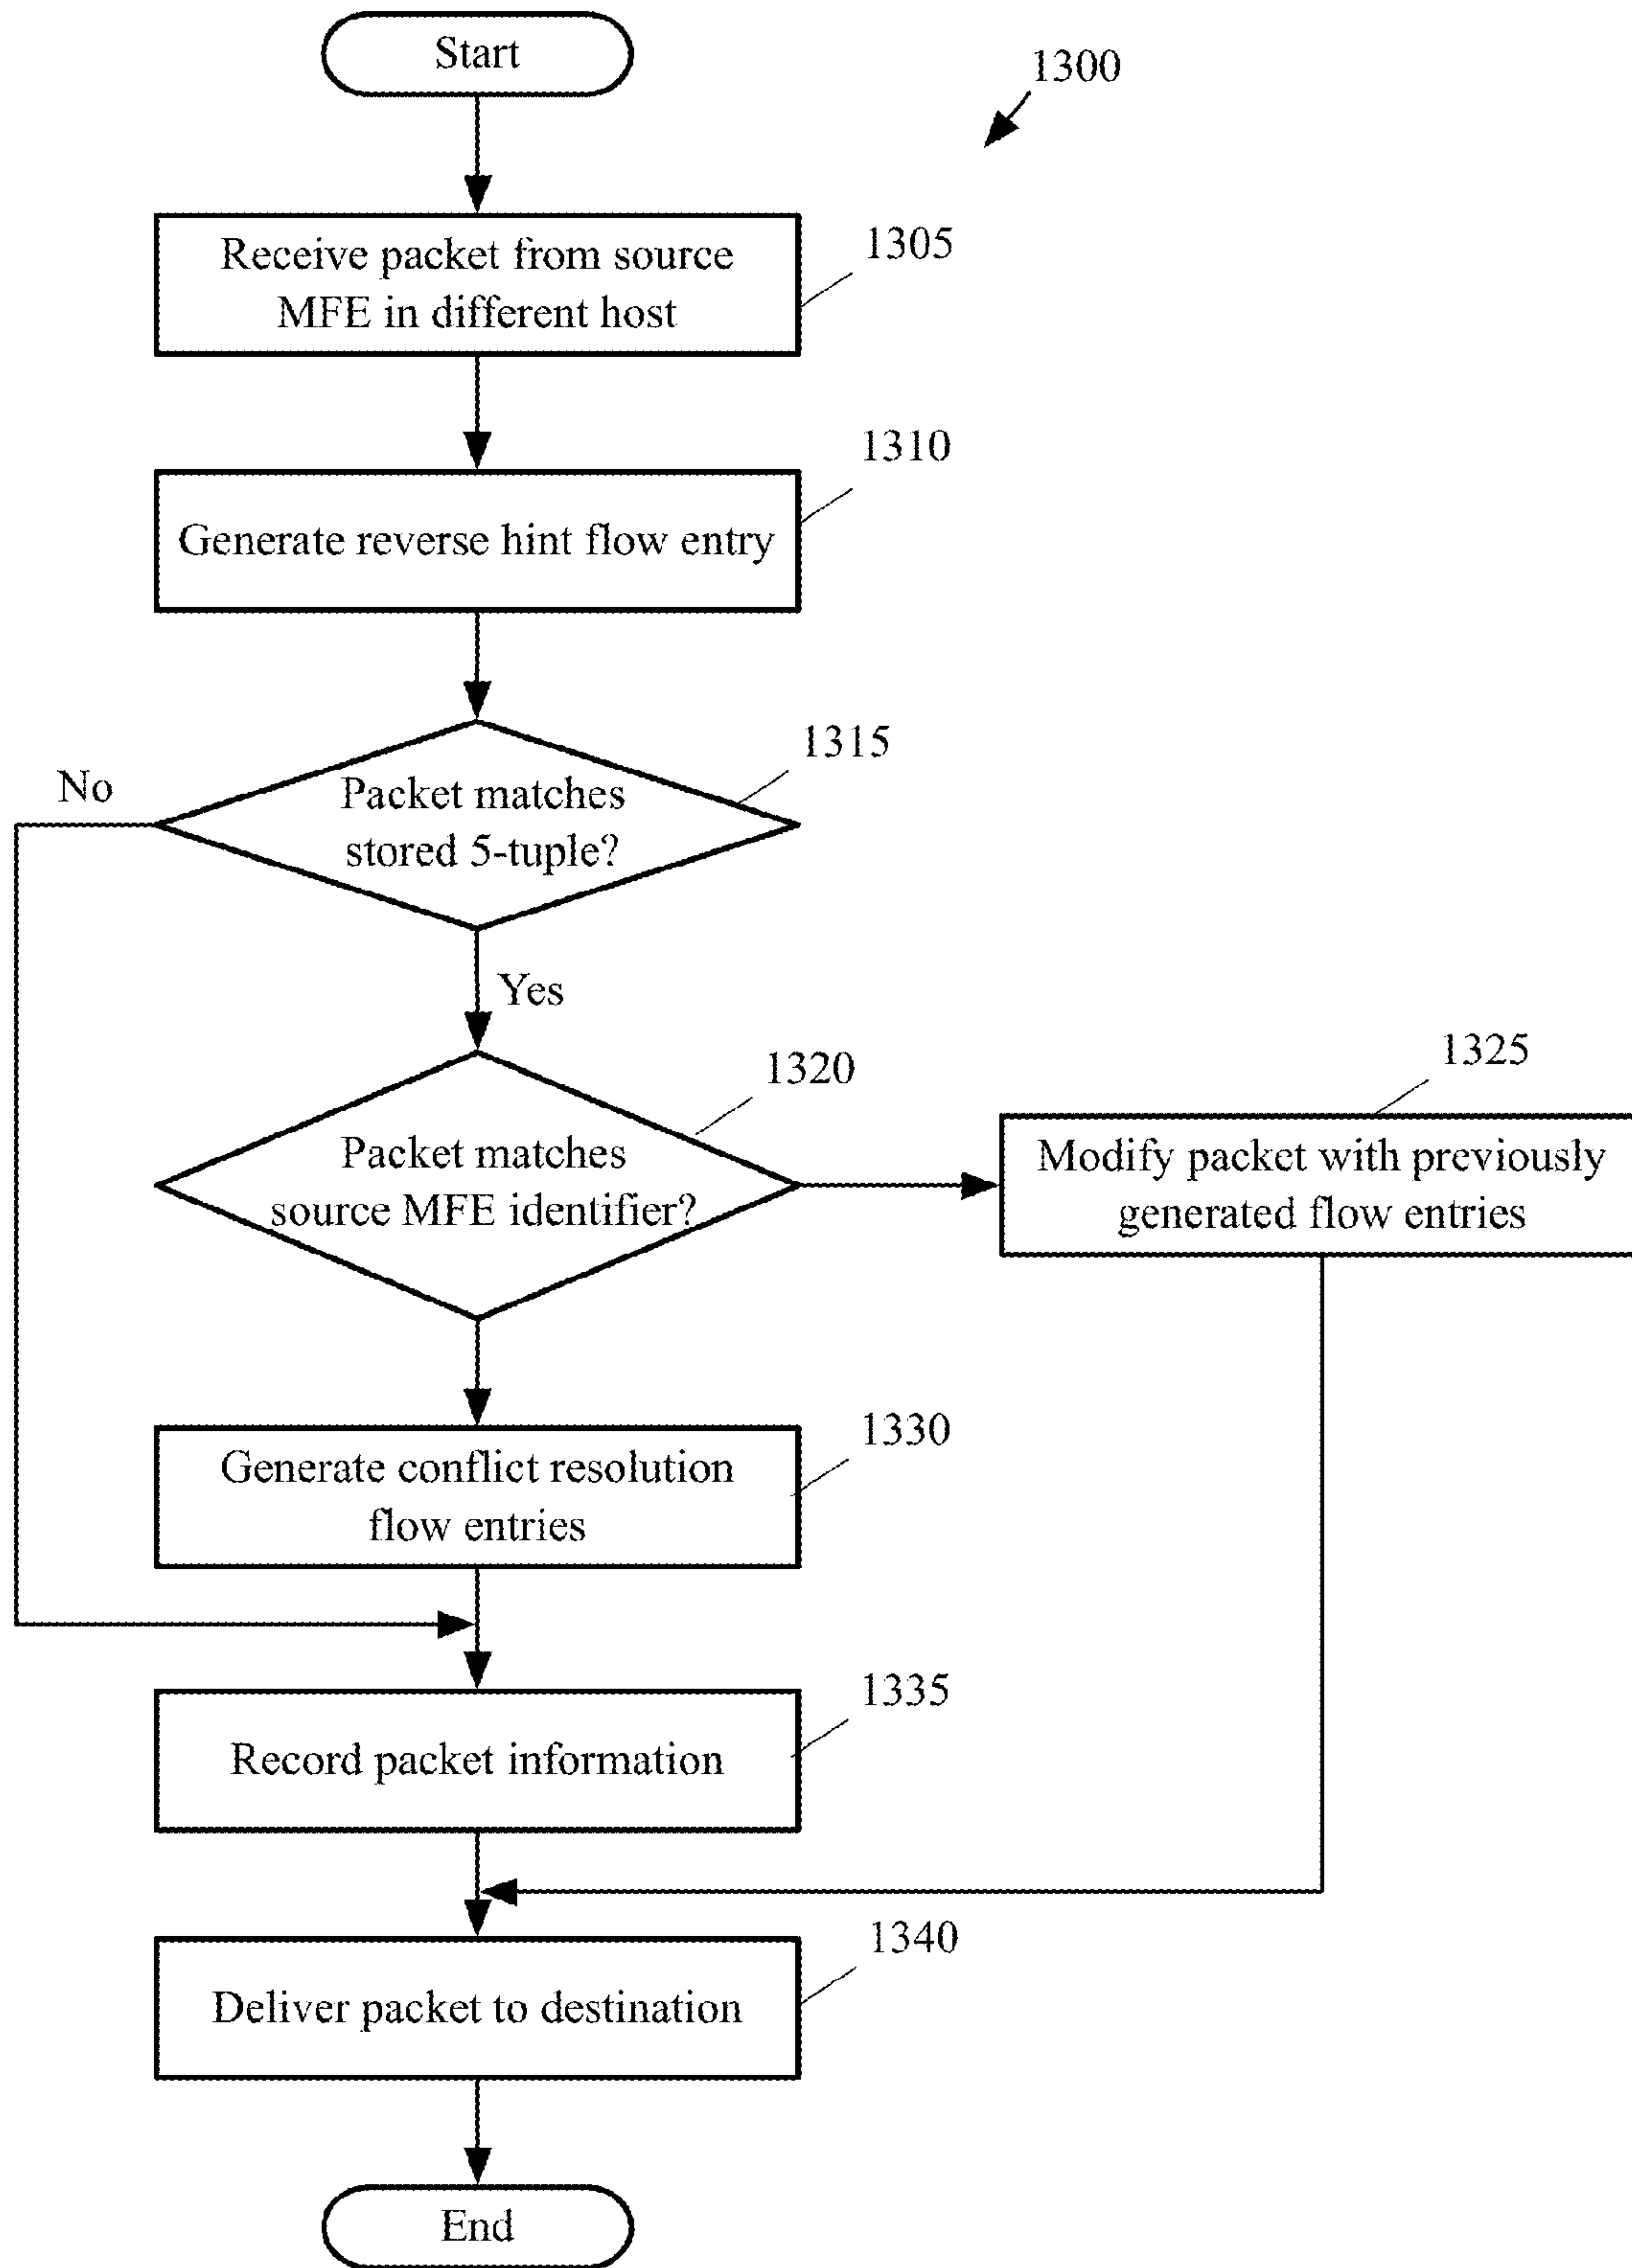 Start
1300
Receive packet from source
MFE in different host
1305
Generate reverse hint flow entry
1310
Packet matches
stored 5-tuple?
1315
No
Yes
Packet matches
source MFE identifier?
1320
Modify packet with previously
generated flow entries
1325
Generate conflict resolution
flow entries
1330
Record packet information
1335
Deliver packet to destination
1340
End